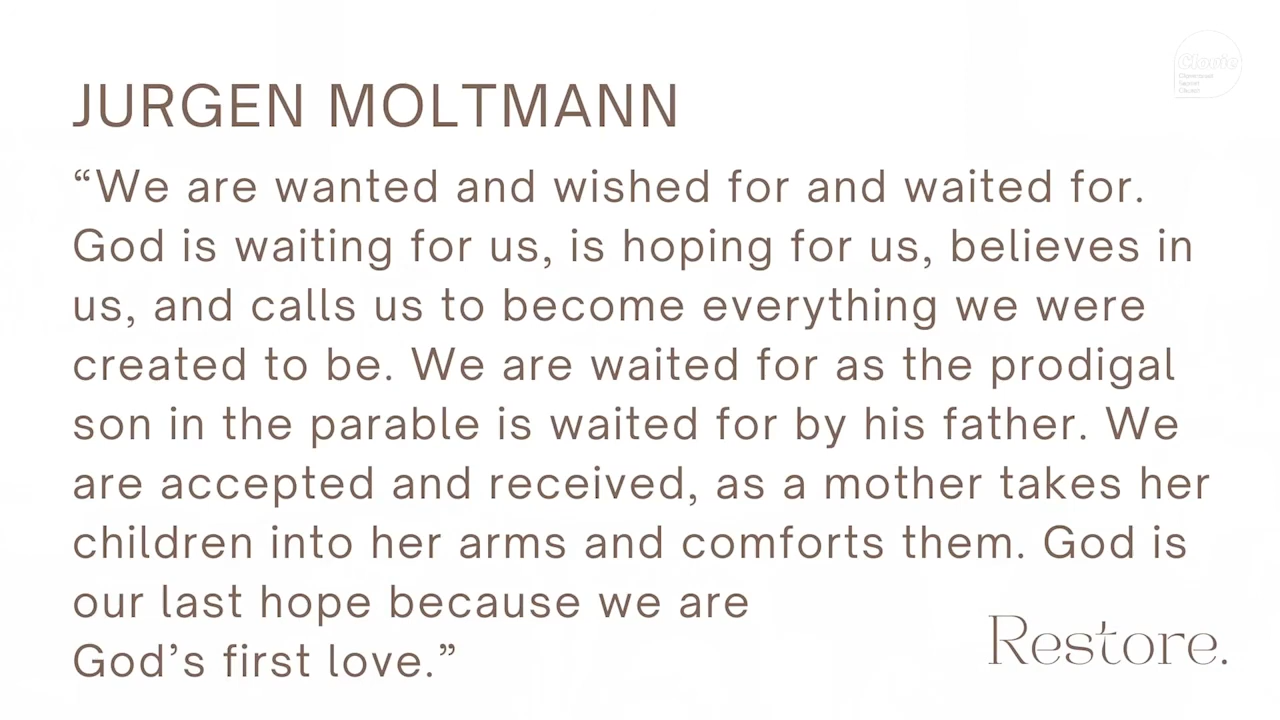 JURGEN MOLTMANN
“We are wanted and wished for and waited for.
God is waiting for us, is hoping for us, believes in
us, and calls us to become everything we were
created to be. We are waited for as the prodigal
son in the parable is waited for by his father. We
are accepted and received, as a mother takes her
children into her arms and comforts them. God is
our last hope because we are
God’s first love.”
Restore.